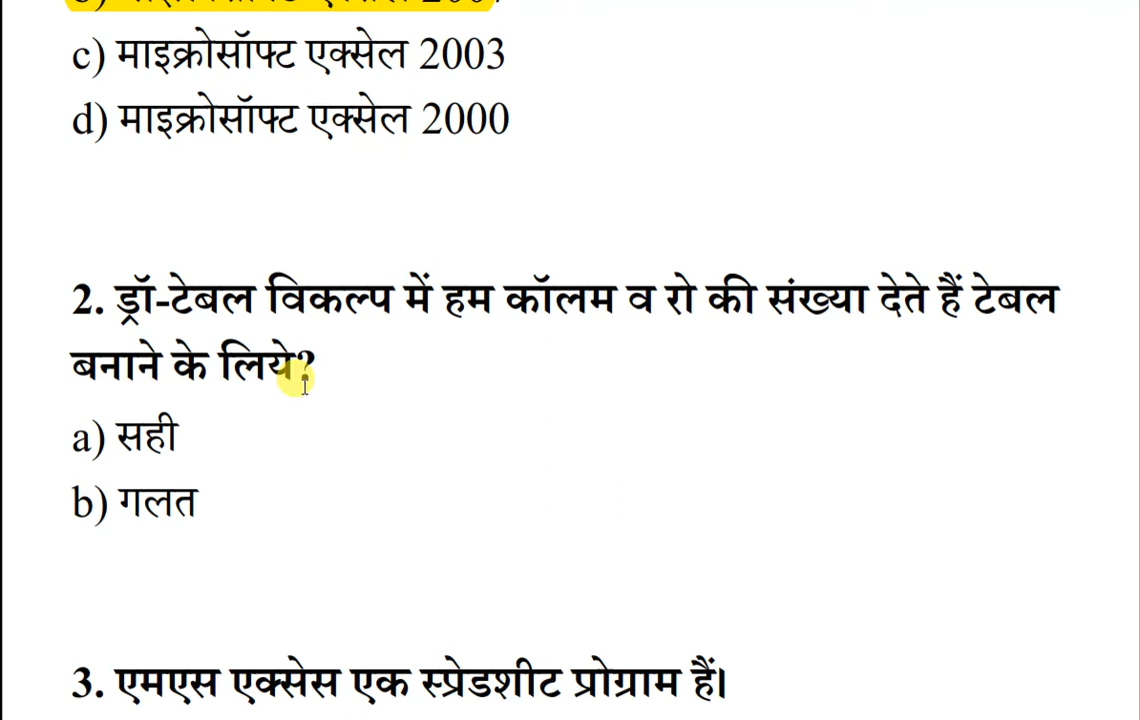 c) माइक्रोसॉफ्ट एक्सेल 2003
d) माइक्रोसॉफ्ट एक्सेल 2000
2. ड्रॉ-टेबल विकल्प में हम कॉलम व रो की संख्या देते हैं टेबल
बनाने के लिये?
a) सही
b) गलत
3. एमएस एक्सेस एक स्प्रेडशीट प्रोग्राम हैं।